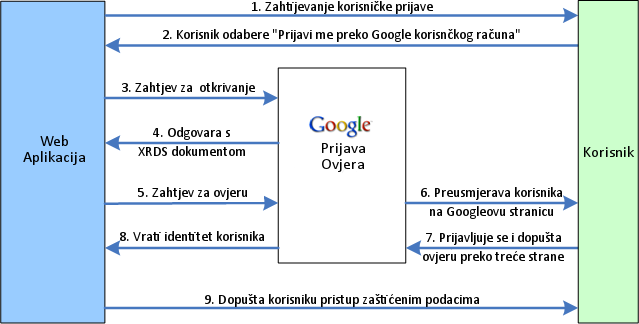 1. Zahtijevanje korisničke prijave
2. Korisnik odabere "Prijavi me preko Google korisnčkog računa"
3. Zahtjev za otkrivanje
Google
Prijava
Ovjera
4. Odgovara s
XRDS dokumentom
Web
Aplikacija
Korisnik
5. Zahtjev za ovjeru
6. Preusmjerava korisnika
na Googleovu stranicu
7. Prijavljuje se i dopušta
ovjeru preko treće strane
8. Vrati identitet korisnika
9. Dopušta korisniku pristup zaštićenim podacima